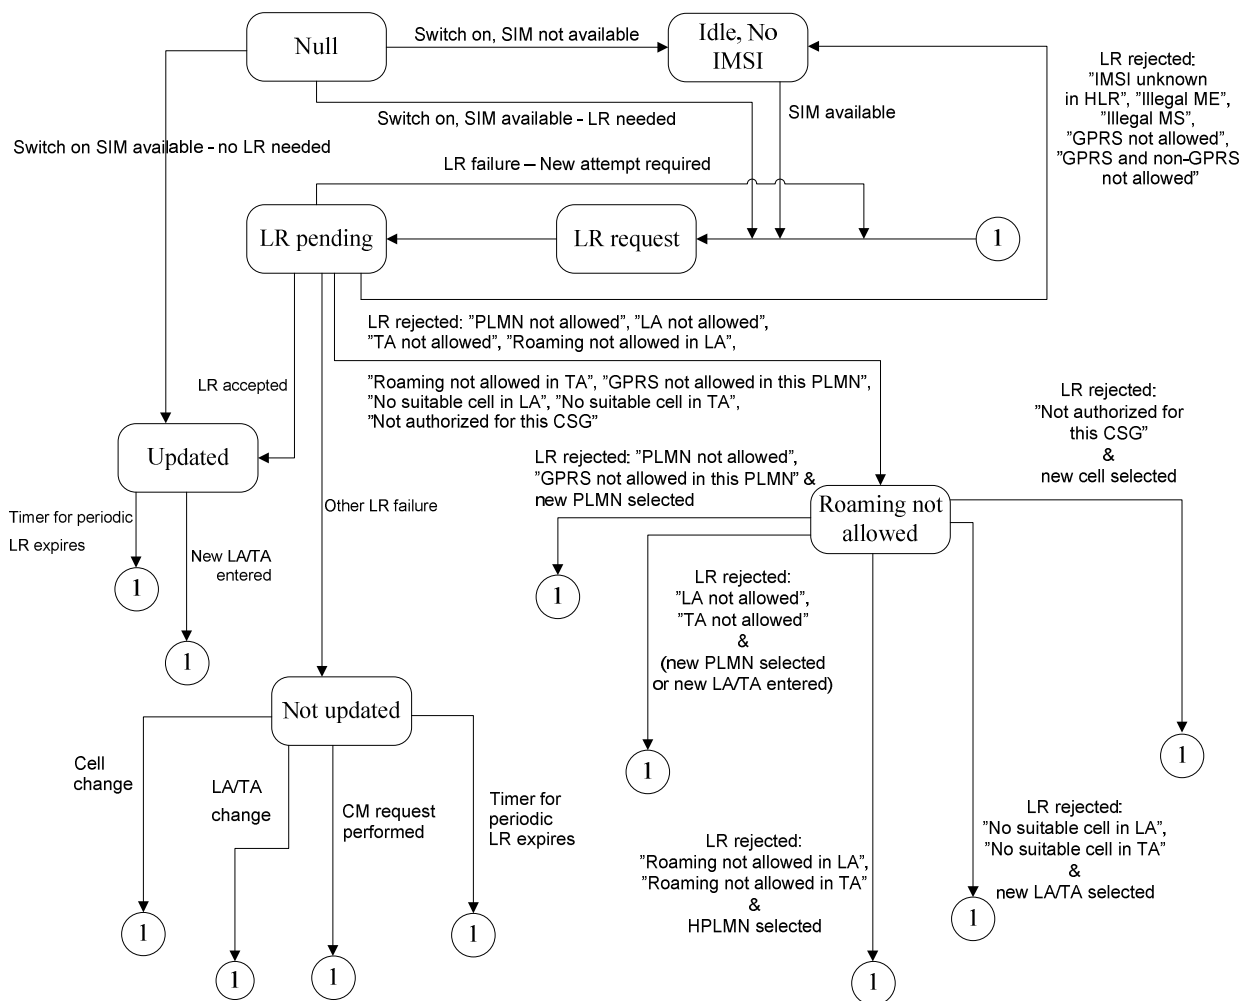 Null
Switch on, SIM not available
Idle, No
IMSI
LR rejected:
"IMSI unknown
in HLR", "Illegal ME",
"Illegal MS",
"GPRS not allowed",
"GPRS and non-GPRS
not allowed"
Switch on, SIM available - LR needed
SIM available
Switch on SIM available - no LR needed
LR failure – New attempt required
LR pending
LR request
1
LR rejected: "PLMN not allowed", "LA not allowed",
"TA not allowed", "Roaming not allowed in LA",
"Roaming not allowed in TA", "GPRS not allowed in this PLMN",
"No suitable cell in LA", "No suitable cell in TA",
"Not authorized for this CSG"
LR accepted
LR rejected:
"Not authorized for
this CSG"
&
new cell selected
Updated
LR rejected: "PLMN not allowed",
"GPRS not allowed in this PLMN" &
new PLMN selected
Other LR failure
Roaming not
allowed
Timer for periodic
LR expires
New LA/TA
entered
1
1
1
LR rejected:
"LA not allowed",
"TA not allowed"
&
(new PLMN selected
or new LA/TA entered)
Not updated
1
1
Cell
change
LA/TA
change
CM request
performed
Timer for
periodic
LR expires
LR rejected:
"Roaming not allowed in LA",
"Roaming not allowed in TA"
&
HPLMN selected
LR rejected:
"No suitable cell in LA",
"No suitable cell in TA"
&
new LA/TA selected
1
1
1
1
1
1